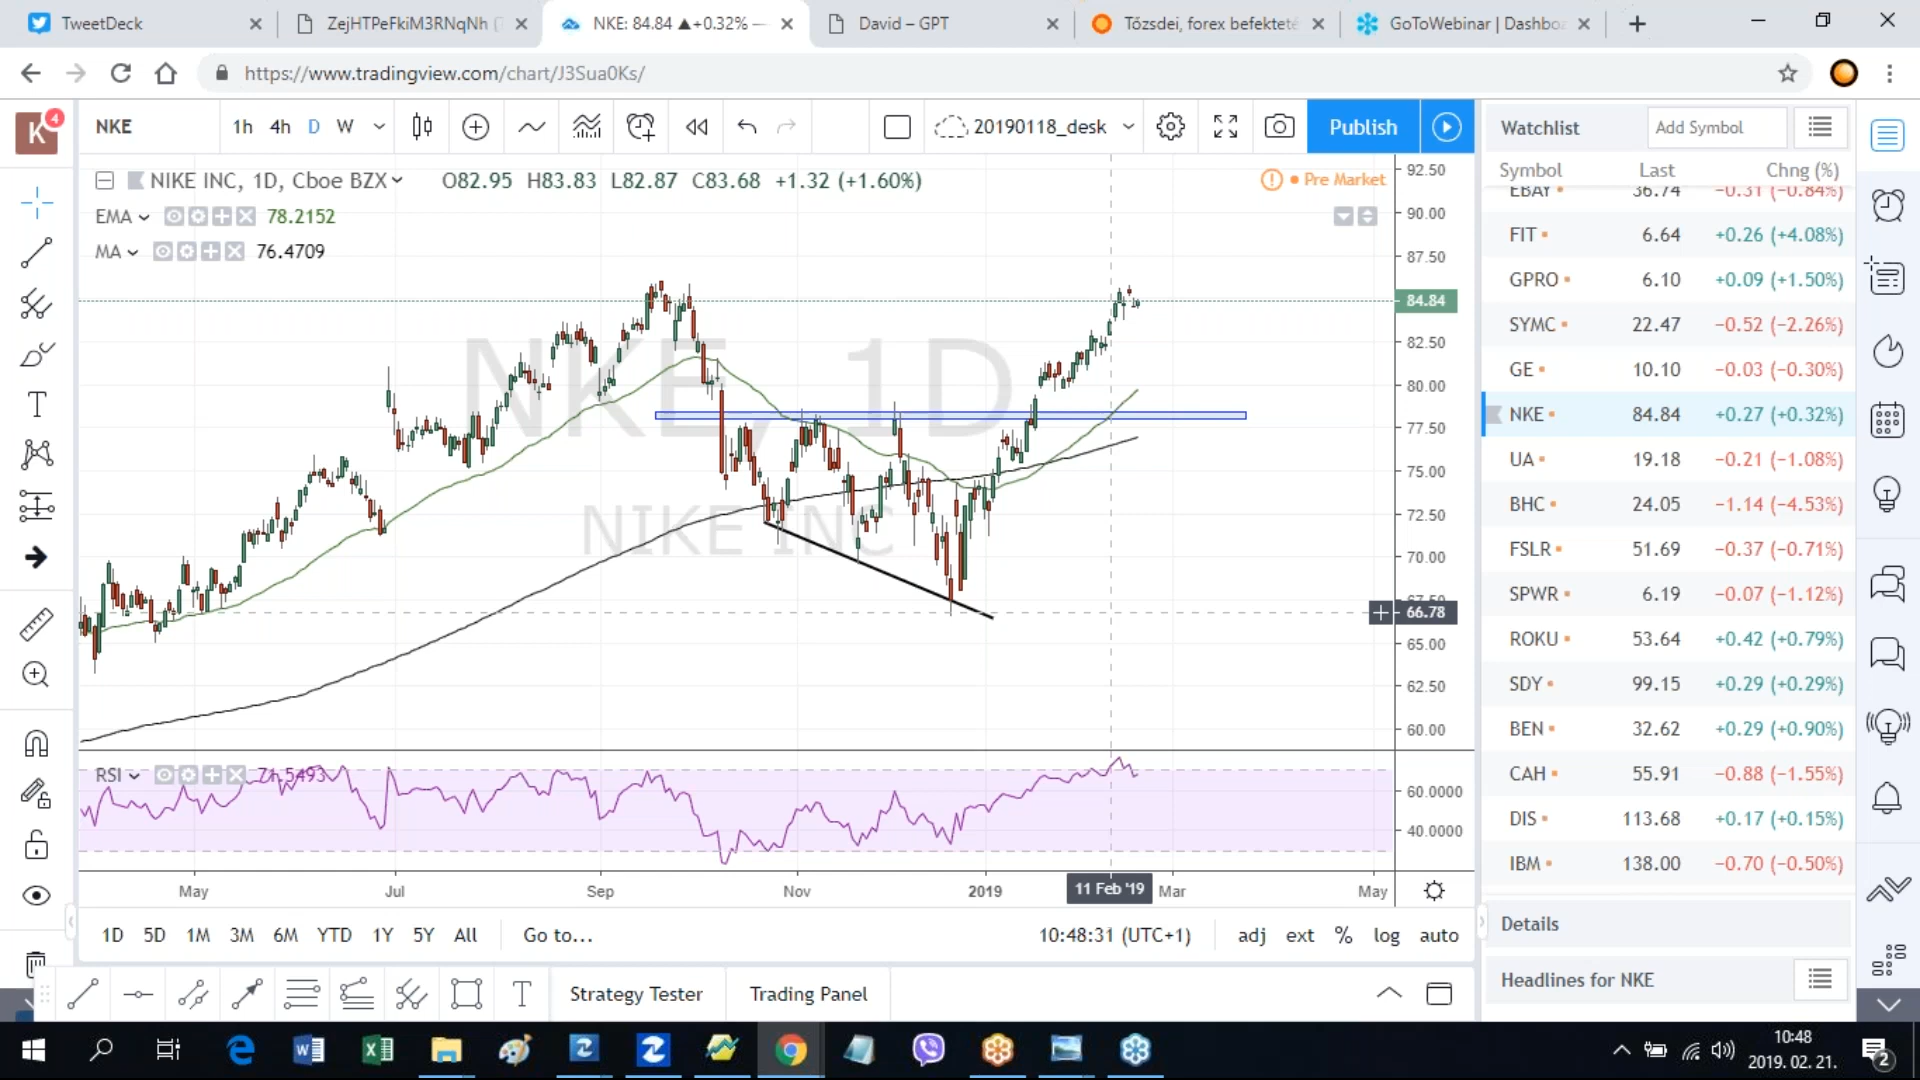 TweetDeck
ZejHTPeFkiM3RNqNh
NKE: 84.84 ▲+0.32% —
David – GPT
Tőzsdei, forex befekteté
GoToWebinar | Dashboa
https://www.tradingview.com/chart/J3Sua0Ks/
K 4
NKE 1h 4h D W 20190118_desk Publish
Watchlist Add Symbol
NIKE INC, 1D, Cboe BZX O82.95 H83.83 L82.87 C83.68 +1.32 (+1.60%)
Pre Market
EMA 78.2152
MA 76.4709
NKE, 1D
NIKE INC
92.50
90.00
87.50
84.84
82.50
80.00
77.50
75.00
72.50
70.00
67.50
66.78
65.00
62.50
60.00
RSI 71.5493
60.0000
40.0000
May Jul Sep Nov 2019 11 Feb '19 Mar May
1D 5D 1M 3M 6M YTD 1Y 5Y All Go to... 10:48:31 (UTC+1) adj ext % log auto
T Strategy Tester Trading Panel
Symbol Last Chng (%)
EBAY 36.74 −0.31 (−0.84%)
FIT 6.64 +0.26 (+4.08%)
GPRO 6.10 +0.09 (+1.50%)
SYMC 22.47 −0.52 (−2.26%)
GE 10.10 −0.03 (−0.30%)
NKE 84.84 +0.27 (+0.32%)
UA 19.18 −0.21 (−1.08%)
BHC 24.05 −1.14 (−4.53%)
FSLR 51.69 −0.37 (−0.71%)
SPWR 6.19 −0.07 (−1.12%)
ROKU 53.64 +0.42 (+0.79%)
SDY 99.15 +0.29 (+0.29%)
BEN 32.62 +0.29 (+0.90%)
CAH 55.91 −0.88 (−1.55%)
DIS 113.68 +0.17 (+0.15%)
IBM 138.00 −0.70 (−0.50%)
Details
Headlines for NKE
10:48
2019. 02. 21.
2